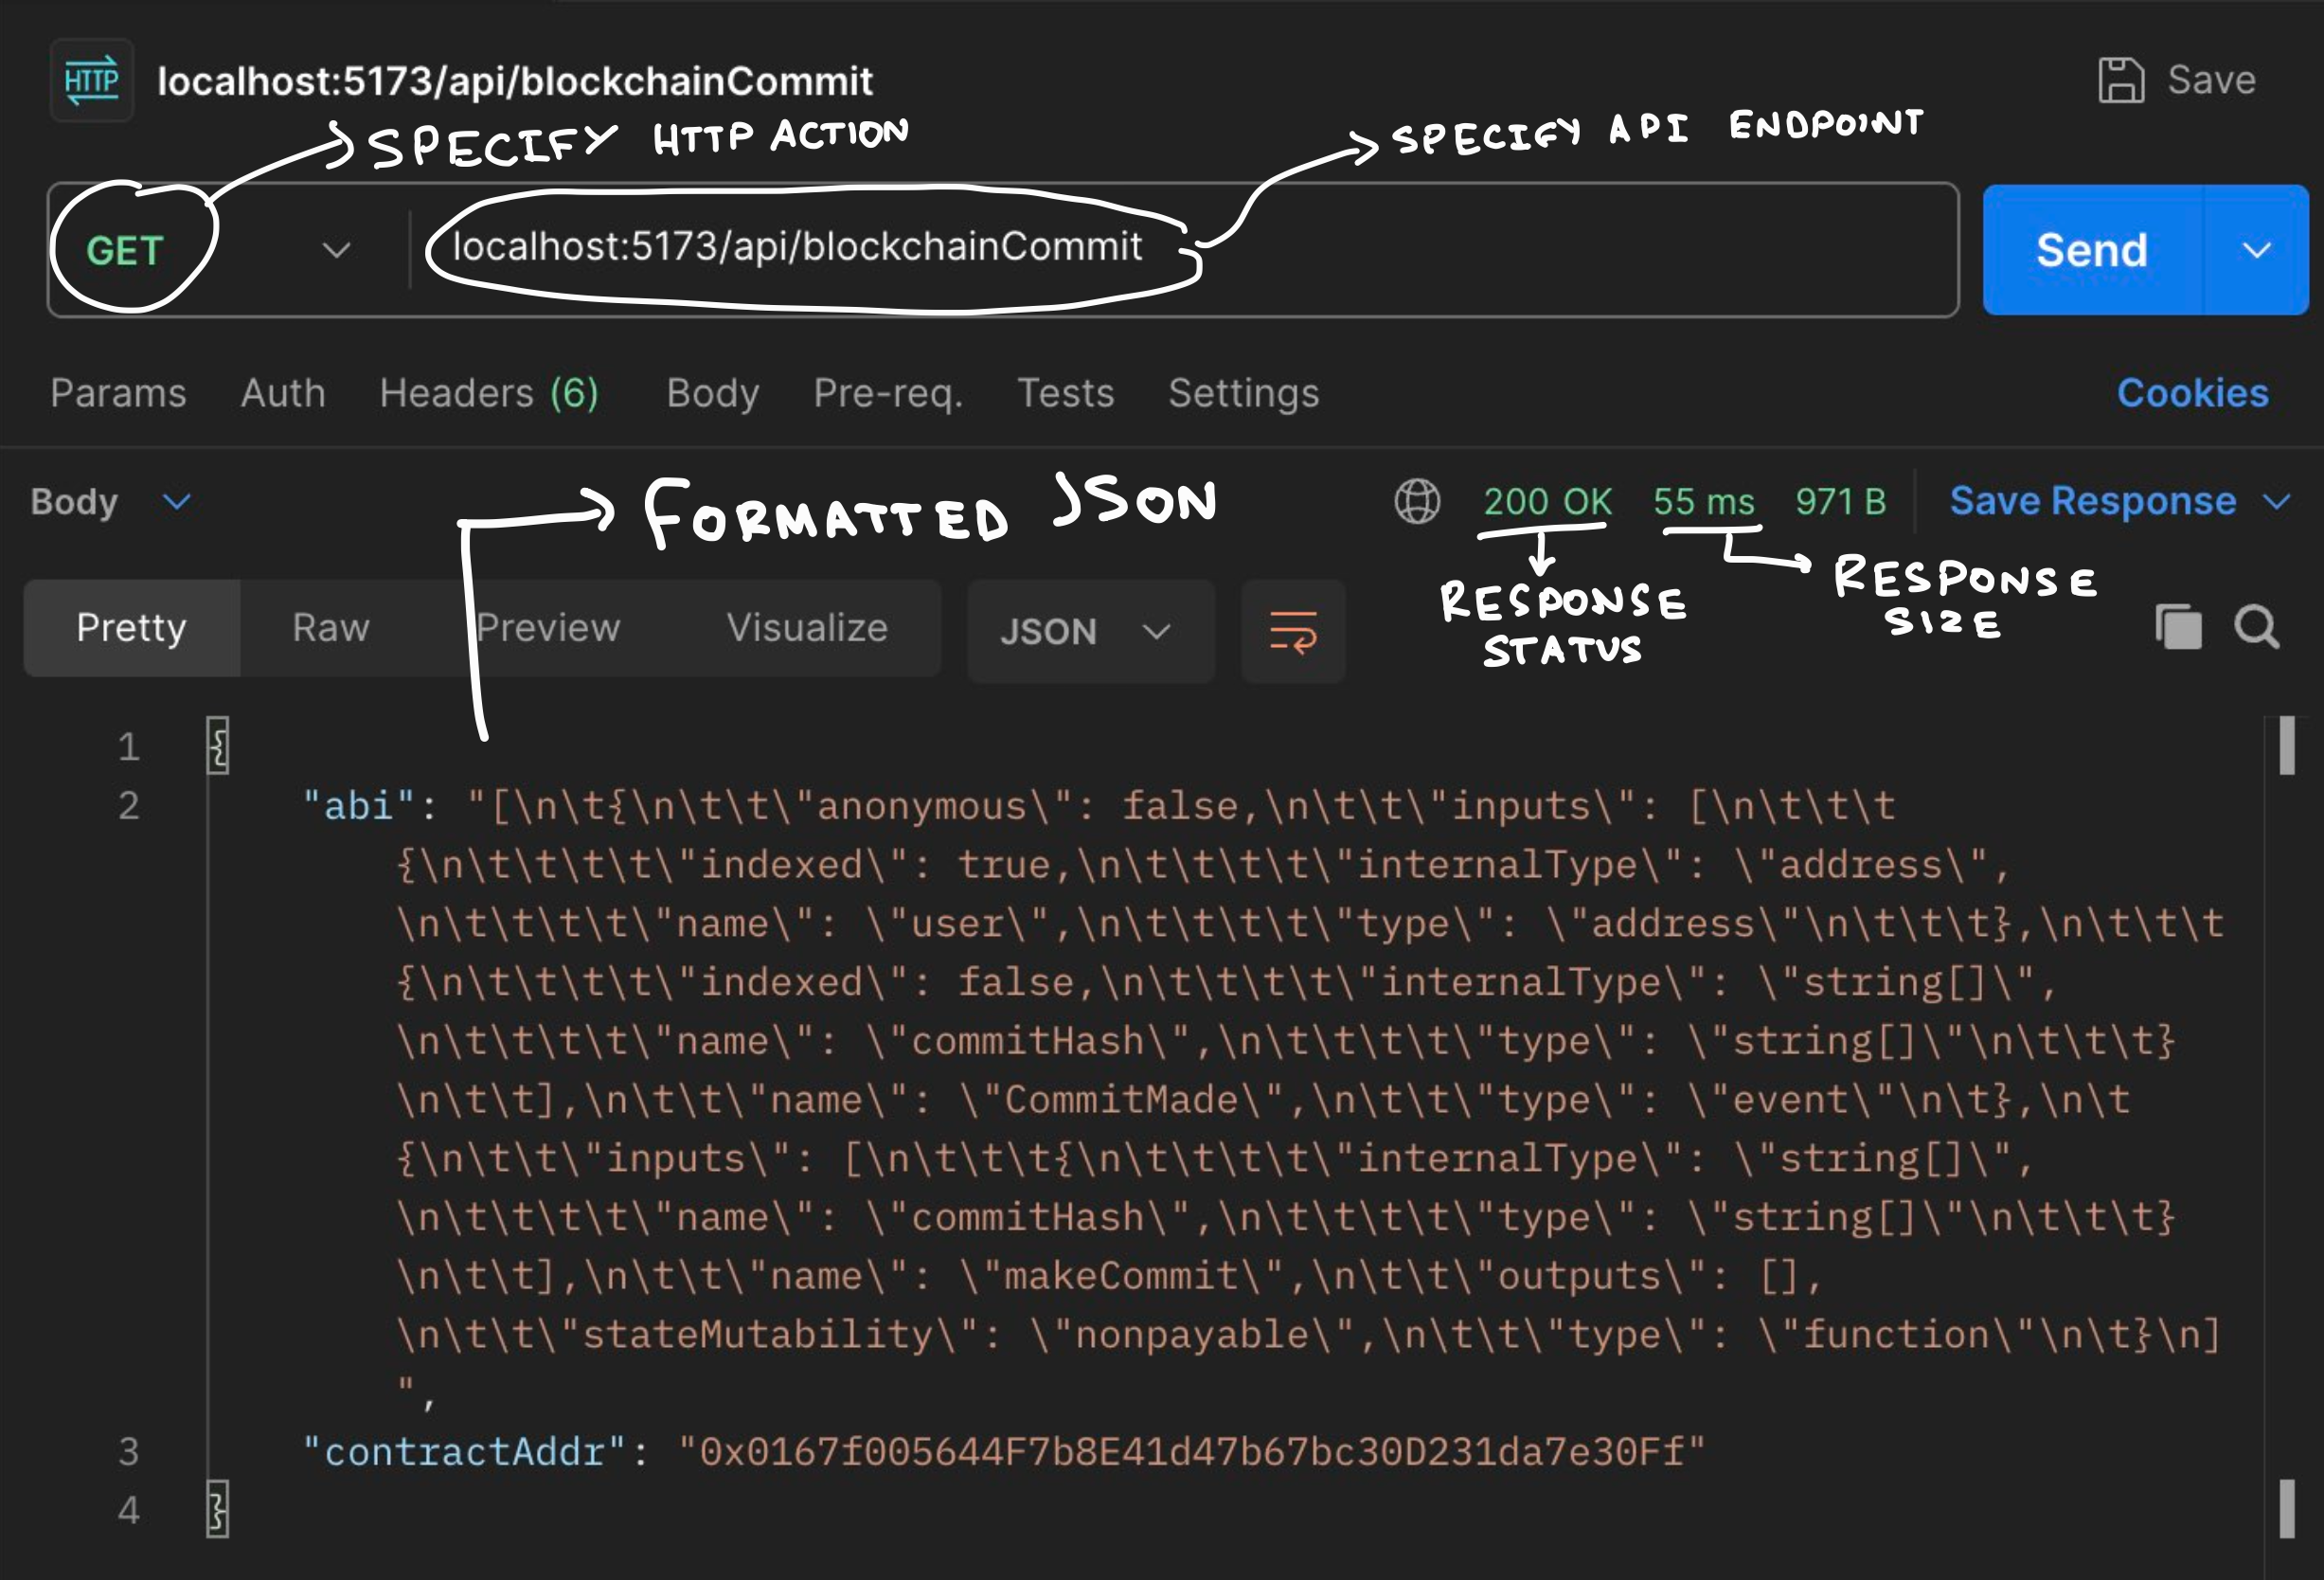 HTTP localhost:5173/api/blockchainCommit Save
SPECIFY HTTP ACTION
SPECIFY API ENDPOINT
GET localhost:5173/api/blockchainCommit Send
Params Auth Headers (6) Body Pre-req. Tests Settings Cookies
Body FORMATTED JSON 200 OK 55 ms 971 B Save Response
RESPONSE STATUS
RESPONSE SIZE
Pretty Raw Preview Visualize JSON
1 {
2 "abi": "[\n\t{\n\t\t\"anonymous\": false,\n\t\t\"inputs\": [\n\t\t\t
{\n\t\t\t\t\"indexed\": true,\n\t\t\t\t\"internalType\": \"address\",
\n\t\t\t\t\"name\": \"user\",\n\t\t\t\t\"type\": \"address\"\n\t\t\t},\n\t\t\t
{\n\t\t\t\t\"indexed\": false,\n\t\t\t\t\"internalType\": \"string[]\",
\n\t\t\t\t\"name\": \"commitHash\",\n\t\t\t\t\"type\": \"string[]\"\n\t\t\t}
\n\t\t],\n\t\t\"name\": \"CommitMade\",\n\t\t\"type\": \"event\"\n\t},\n\t
{\n\t\t\"inputs\": [\n\t\t\t{\n\t\t\t\t\"internalType\": \"string[]\",
\n\t\t\t\t\"name\": \"commitHash\",\n\t\t\t\t\"type\": \"string[]\"\n\t\t\t}
\n\t\t],\n\t\t\"name\": \"makeCommit\",\n\t\t\"outputs\": [],
\n\t\t\"stateMutability\": \"nonpayable\",\n\t\t\"type\": \"function\"\n\t}\n]
",
3 "contractAddr": "0x0167f005644F7b8E41d47b67bc30D231da7e30Ff"
4 }